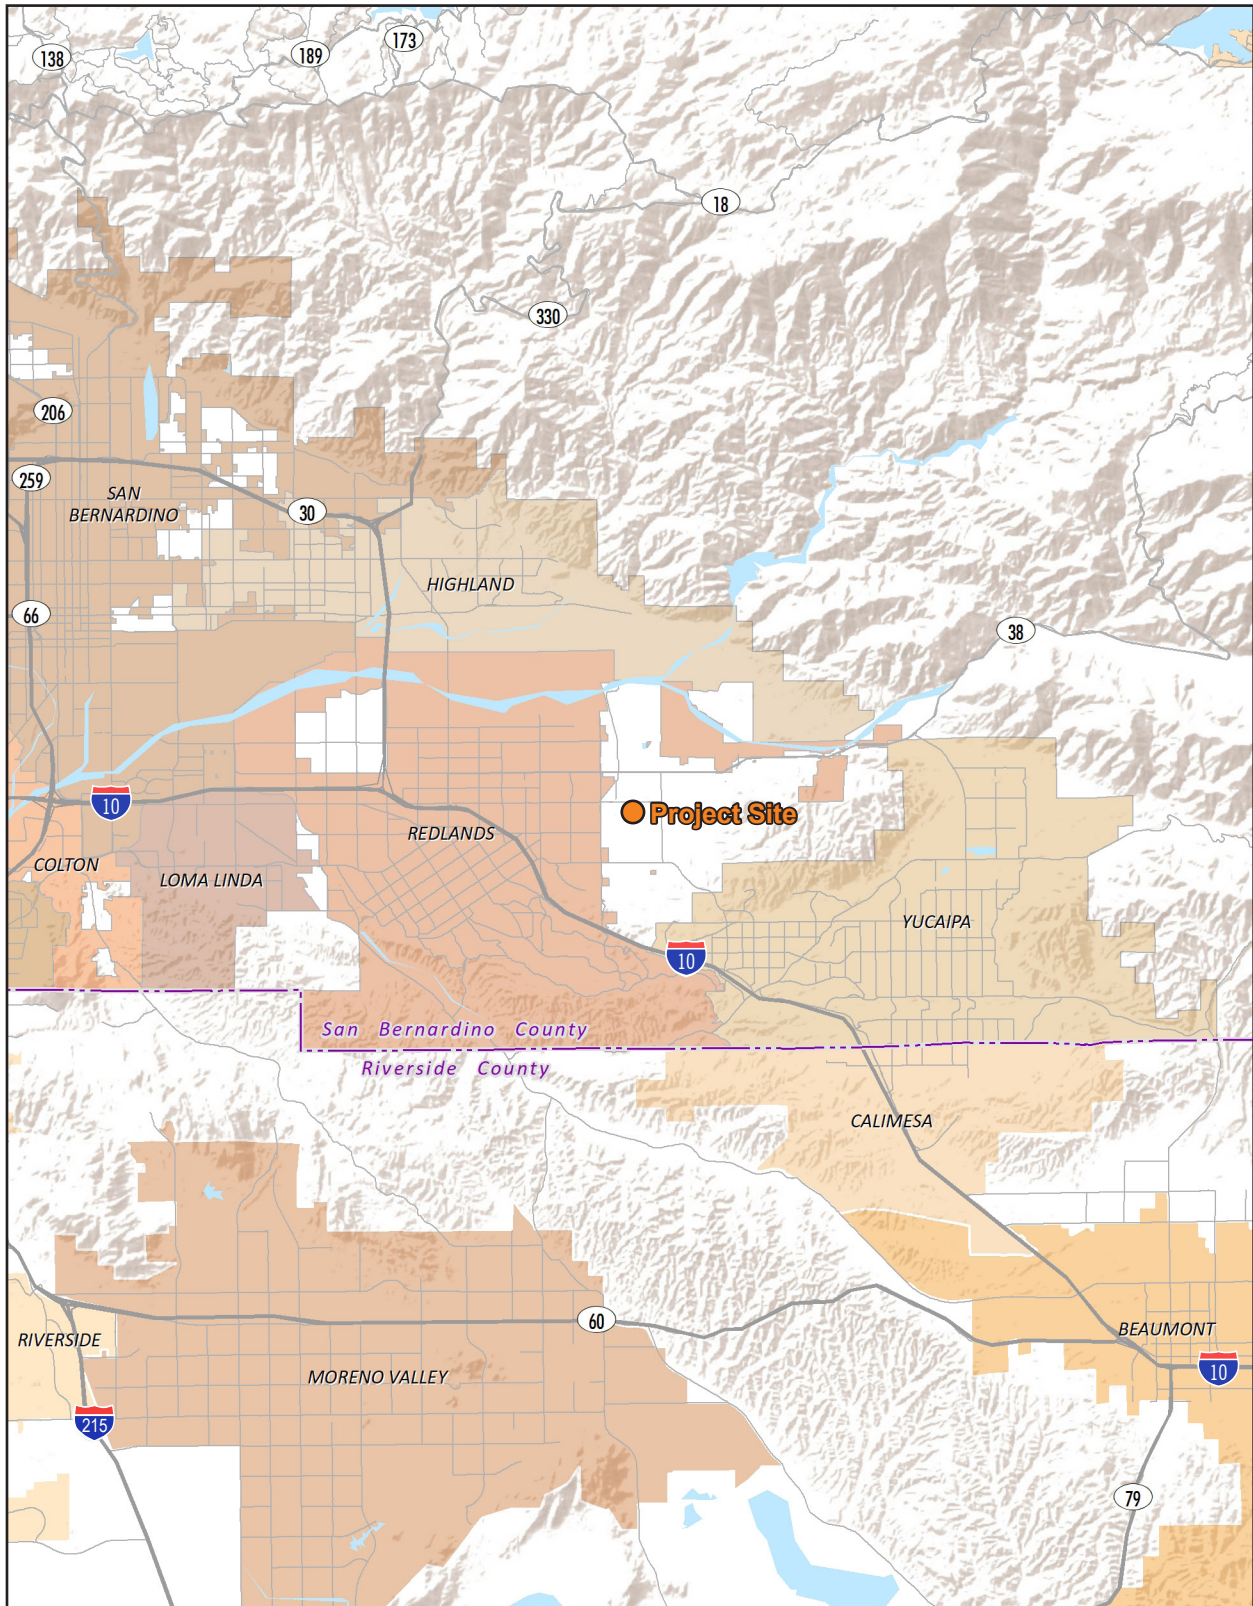 138
189
173
18
330
206
259
SAN
BERNARDINO
30
HIGHLAND
66
38
10
Project Site
REDLANDS
COLTON
LOMA LINDA
YUCAIPA
10
San Bernardino County
Riverside County
CALIMESA
60
RIVERSIDE
BEAUMONT
10
MORENO VALLEY
215
79